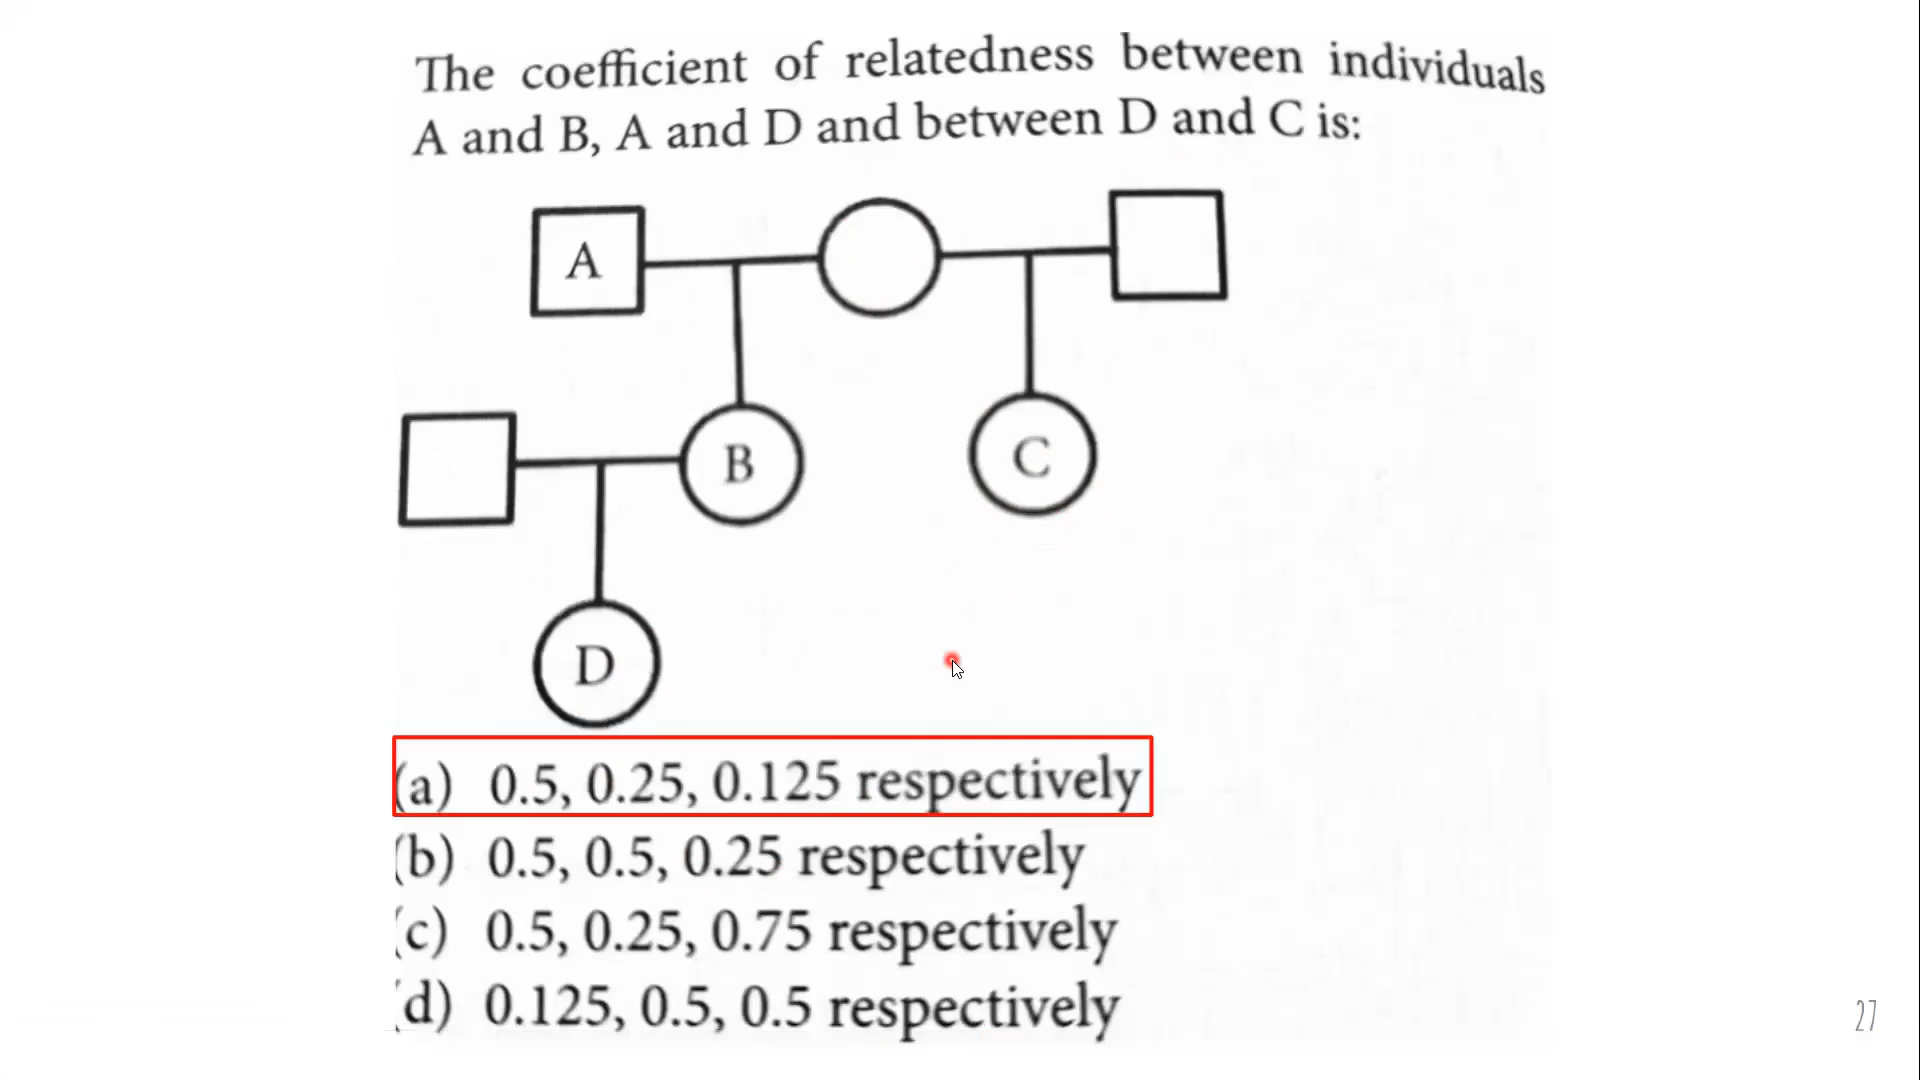 The coefficient of relatedness between individuals
A and B, A and D and between D and C is:
A
B
C
D
(a) 0.5, 0.25, 0.125 respectively
(b) 0.5, 0.5, 0.25 respectively
(c) 0.5, 0.25, 0.75 respectively
(d) 0.125, 0.5, 0.5 respectively
27